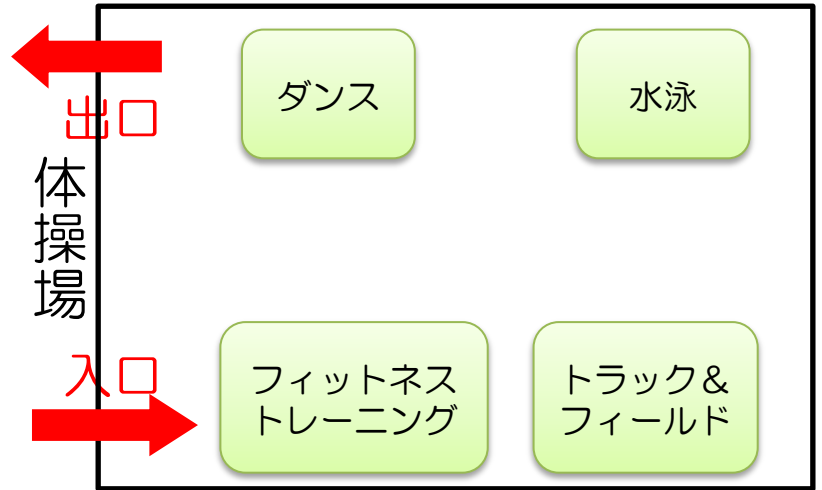 ダンス
水泳
出口
体操場
入口
フィットネス
トレーニング
トラック＆
フィールド